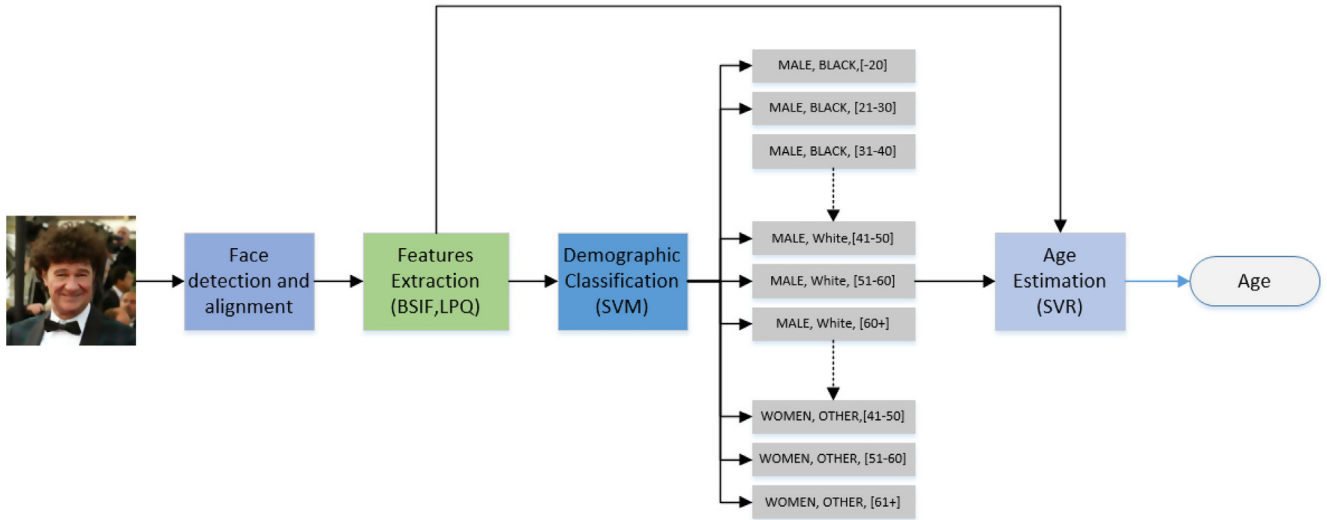 Face
detection and
alignment
Features
Extraction
(BSIF,LPQ)
Demographic
Classification
(SVM)
MALE, BLACK,[-20]
MALE, BLACK, [21-30]
MALE, BLACK, [31-40]
MALE, White,[41-50]
MALE, White, [51-60]
MALE, White, [60+]
WOMEN, OTHER,[41-50]
WOMEN, OTHER, [51-60]
WOMEN, OTHER, [61+]
Age
Estimation
(SVR)
Age